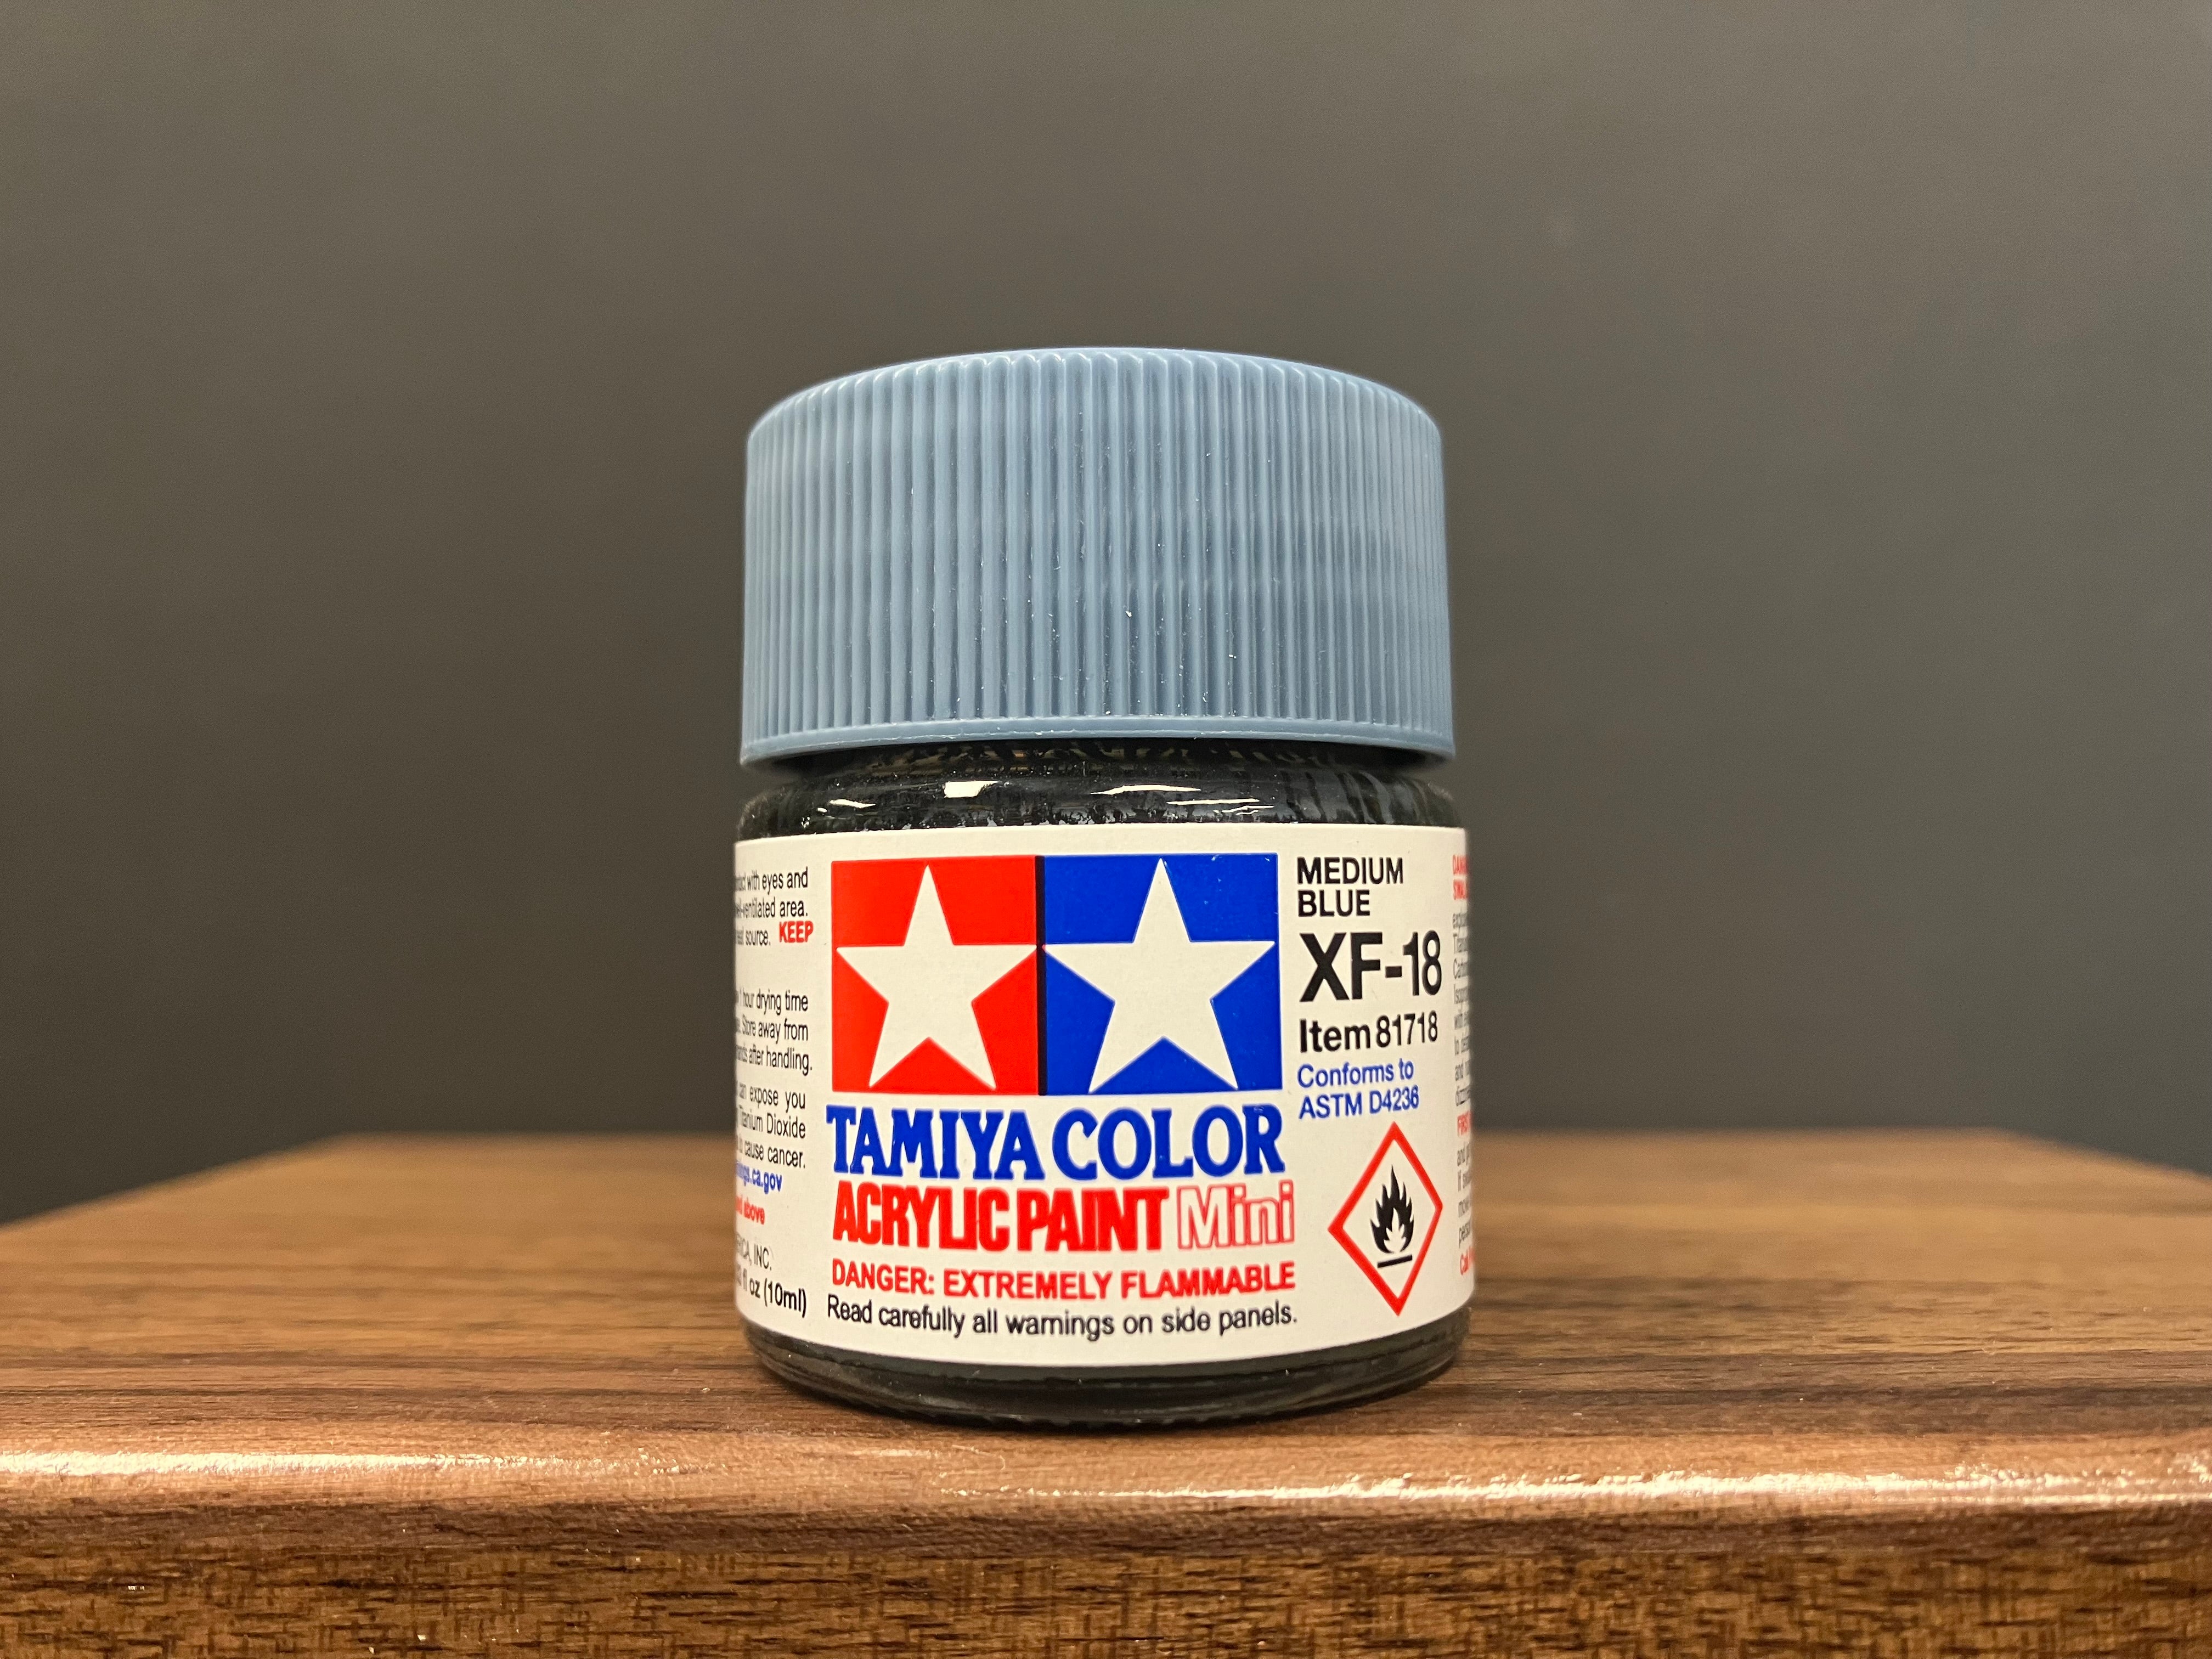 with eyes and
-ventilated area.
source. KEEP
hour drying time
Store away from
after handling.
can expose you
Titanium Dioxide
to cause cancer.
.ca.gov
above
INC.
fl oz (10ml)
TAMIYA COLOR
ACRYLIC PAINT Mini
DANGER: EXTREMELY FLAMMABLE
Read carefully all warnings on side panels.
MEDIUM
BLUE
XF-18
Item 81718
Conforms to
ASTM D4236